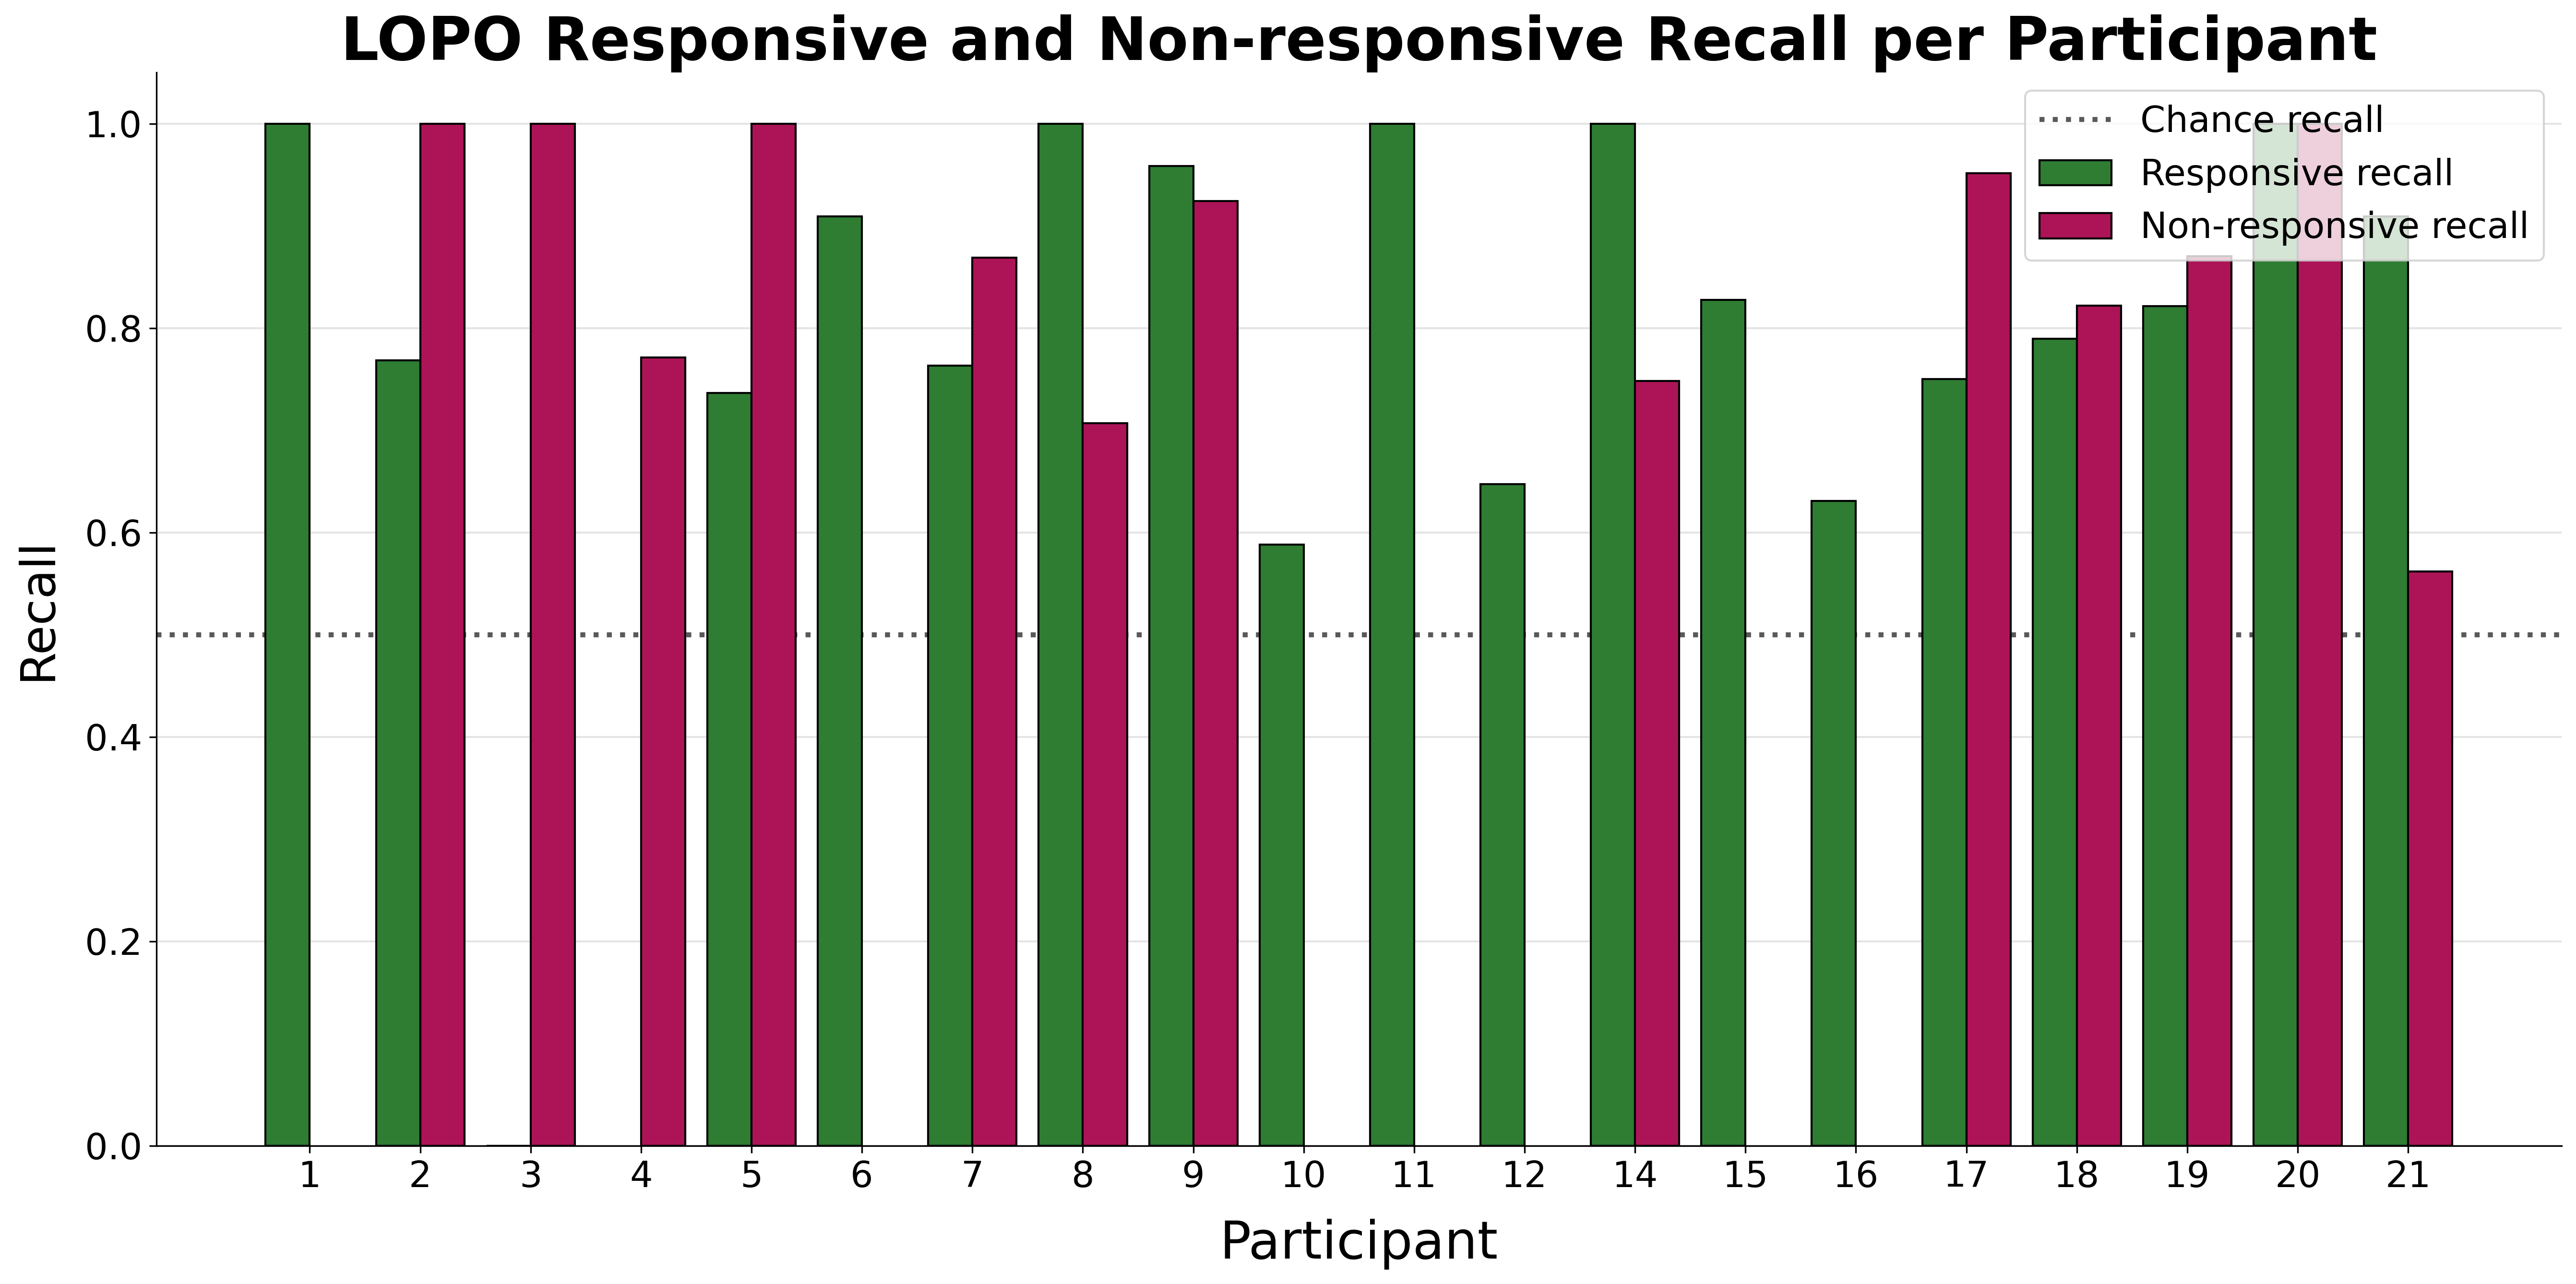 LOPO Responsive and Non-responsive Recall per Participant
Chance recall
Responsive recall
Non-responsive recall
Recall
1.0
0.8
0.6
0.4
0.2
0.0
1 2 3 4 5 6 7 8 9 10 11 12 14 15 16 17 18 19 20 21
Participant